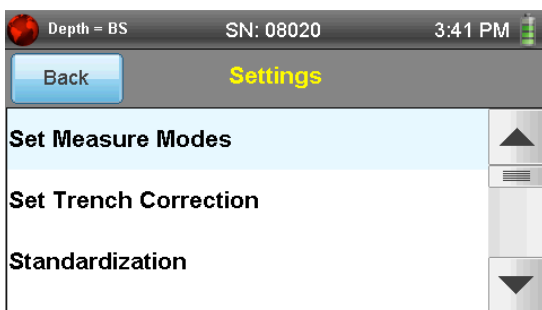 Depth = BS SN: 08020 3:41 PM
Back Settings
Set Measure Modes
Set Trench Correction
Standardization